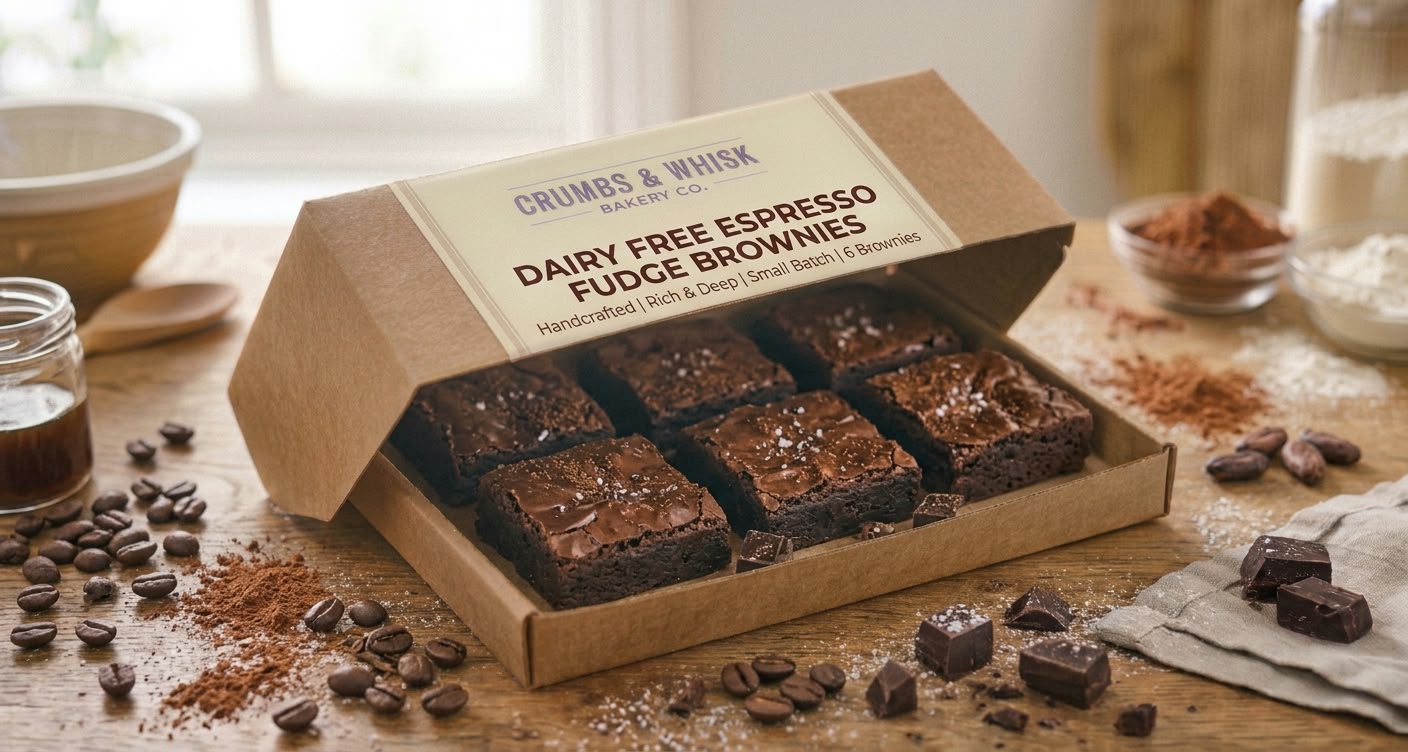 CRUMBS & WHISK
BAKERY CO.
DAIRY FREE ESPRESSO
FUDGE BROWNIES
Handcrafted | Rich & Deep | Small Batch | 6 Brownies